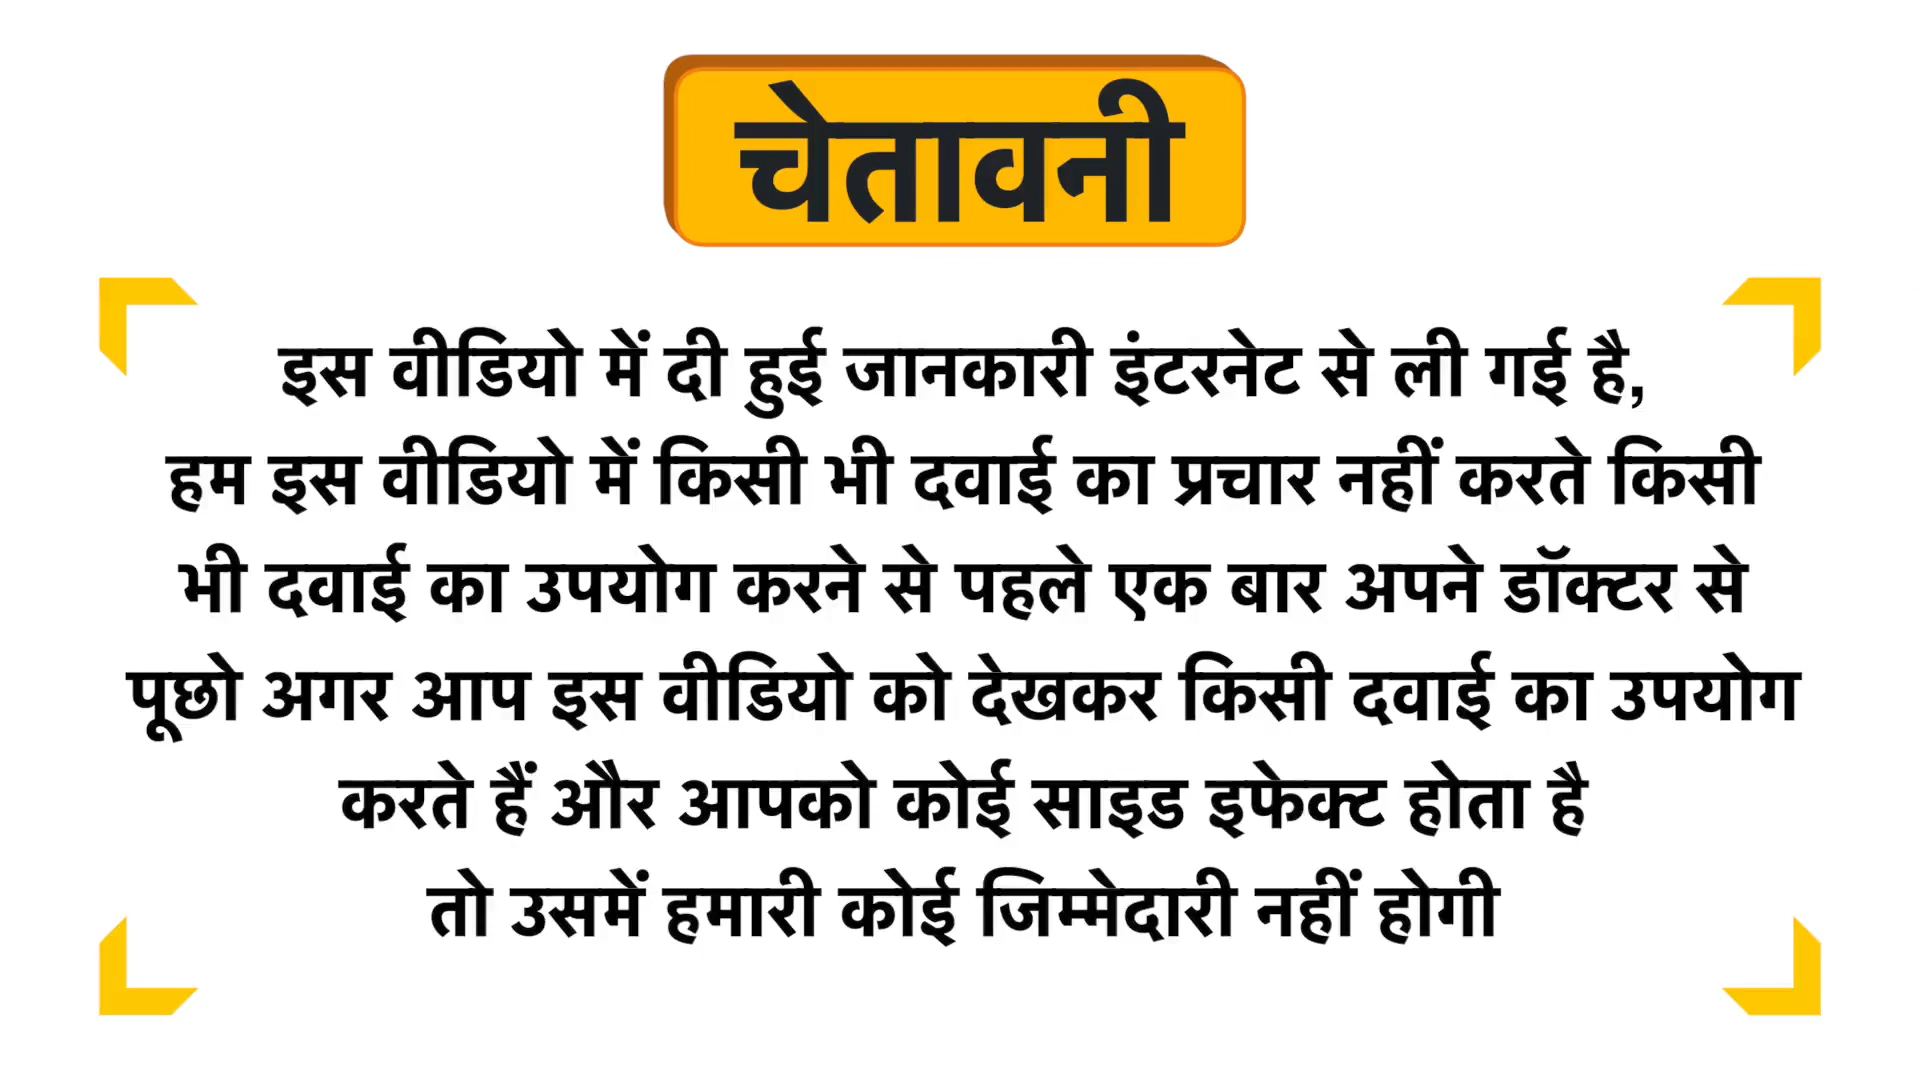 चेतावनी
इस वीडियो में दी हुई जानकारी इंटरनेट से ली गई है,
हम इस वीडियो में किसी भी दवाई का प्रचार नहीं करते किसी
भी दवाई का उपयोग करने से पहले एक बार अपने डॉक्टर से
पूछो अगर आप इस वीडियो को देखकर किसी दवाई का उपयोग
करते हैं और आपको कोई साइड इफेक्ट होता है
तो उसमें हमारी कोई जिम्मेदारी नहीं होगी